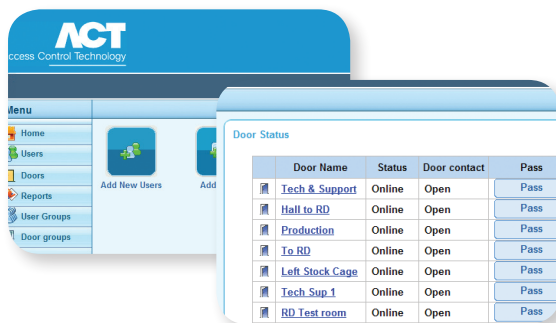 ACT
ccess Control Technology
Menu
Home
Users
Doors
Reports
User Groups
Door groups
Add New Users
Add
Door Status
Door Name Status Door contact Pass
Tech & Support Online Open Pass
Hall to RD Online Open Pass
Production Online Open Pass
To RD Online Open Pass
Left Stock Cage Online Open Pass
Tech Sup 1 Online Open Pass
RD Test room Online Open Pass